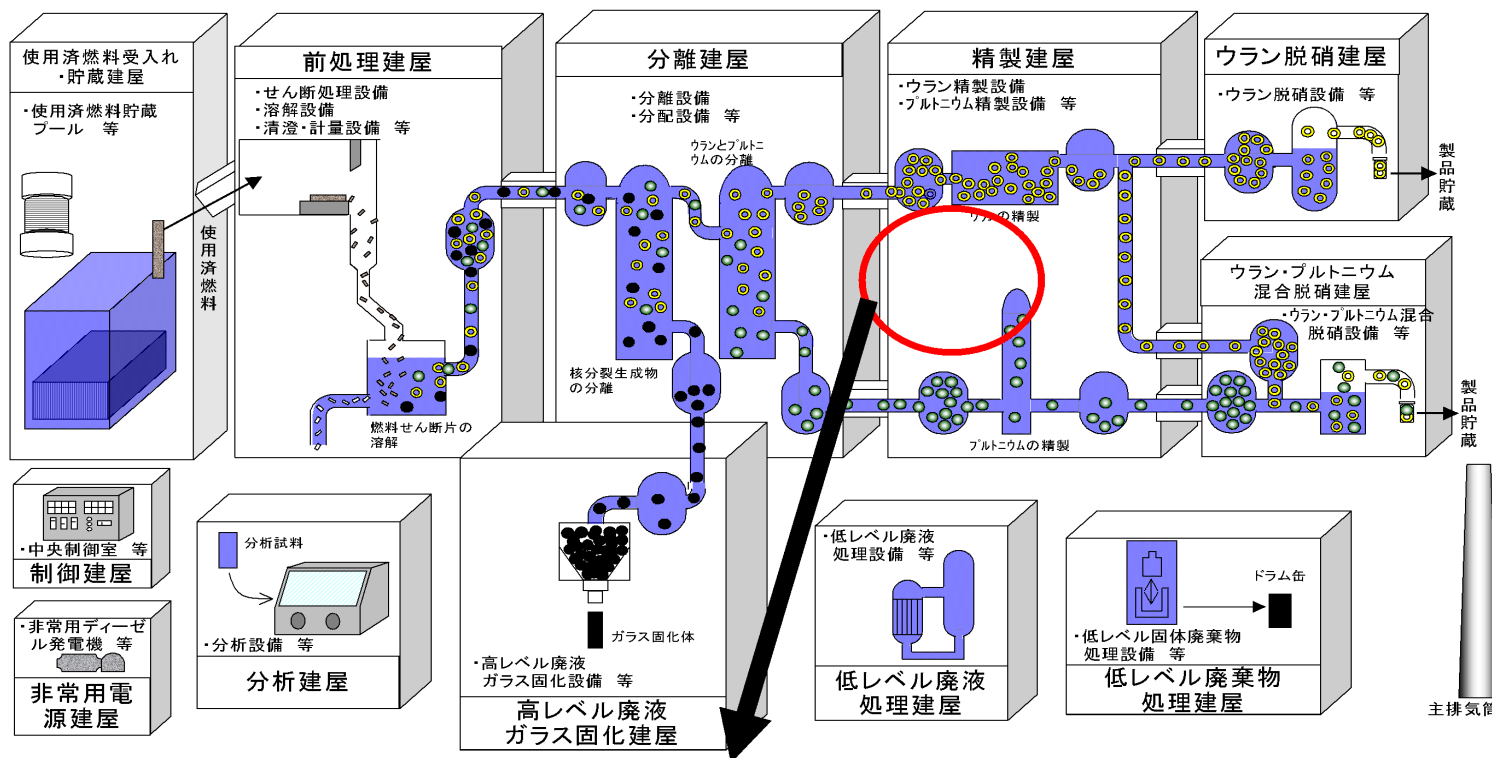 使用済燃料受入れ
・貯蔵建屋
・使用済燃料貯蔵
プール 等
使用済燃料
前処理建屋
・せん断処理設備
・溶解設備
・清澄・計量設備 等
燃料せん断片の
溶解
分離建屋
・分離設備
・分配設備 等
ウランとプルトニ
ウムの分離
核分裂生成物
の分離
精製建屋
・ウラン精製設備
・プルトニウム精製設備 等
ウランの精製
プルトニウムの精製
ウラン脱硝建屋
・ウラン脱硝設備 等
製品貯蔵
ウラン・プルトニウム
混合脱硝建屋
・ウラン・プルトニウム混合
脱硝設備 等
製品貯蔵
・中央制御室 等
制御建屋
・非常用ディーゼ
ル発電機 等
非常用電
源建屋
分析試料
・分析設備 等
分析建屋
ガラス固化体
・高レベル廃液
ガラス固化設備 等
高レベル廃液
ガラス固化建屋
・低レベル廃液
処理設備 等
低レベル廃液
処理建屋
ドラム缶
・低レベル固体廃棄物
処理設備 等
低レベル廃棄物
処理建屋
主排気筒